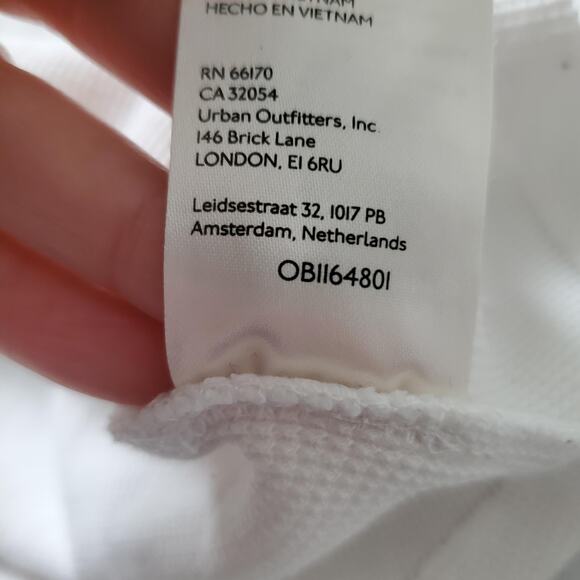 HECHO EN VIETNAM
RN 66170
CA 32054
Urban Outfitters, Inc.
146 Brick Lane
LONDON, E1 6RU
Leidsestraat 32, 1017 PB
Amsterdam, Netherlands
OB1164801